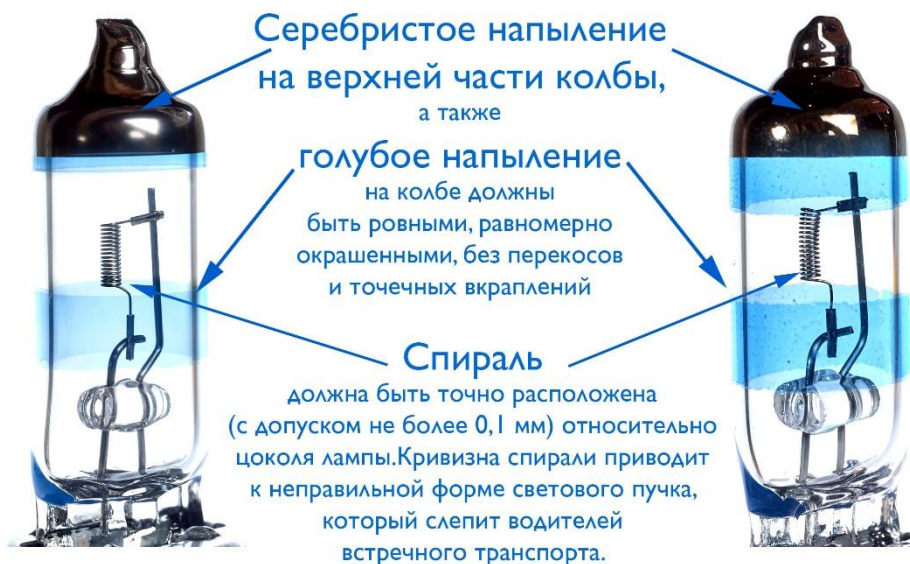 Серебристое напыление
на верхней части колбы,
а также
голубое напыление
на колбе должны
быть ровными, равномерно
окрашенными, без перекосов
и точечных вкраплений
Спираль
должна быть точно расположена
(с допуском не более 0,1 мм) относительно
цоколя лампы.Кривизна спирали приводит
к неправильной форме светового пучка,
который слепит водителей
встречного транспорта.